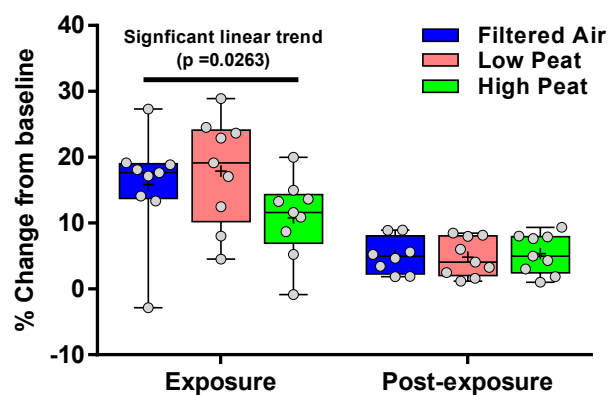 % Change from baseline
40
30
20
10
0
-10
Signficant linear trend
(p =0.0263)
Filtered Air
Low Peat
High Peat
Exposure
Post-exposure